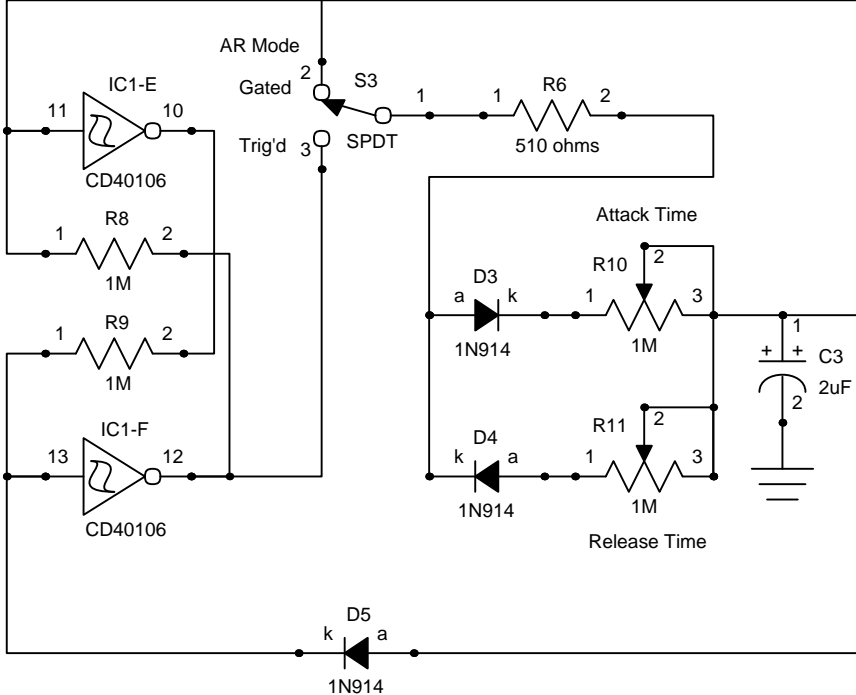 AR Mode
2
S3
Gated
Trig'd
3
SPDT
1
1
R6
2
510 ohms
IC1-E
11
10
CD40106
R8
1
2
1M
R9
1
2
1M
IC1-F
13
12
CD40106
Attack Time
D3
a
k
1N914
R10
2
1
3
1M
1
+ +
C3
2uF
2
D4
k
a
1N914
R11
2
1
3
1M
Release Time
D5
k
a
1N914